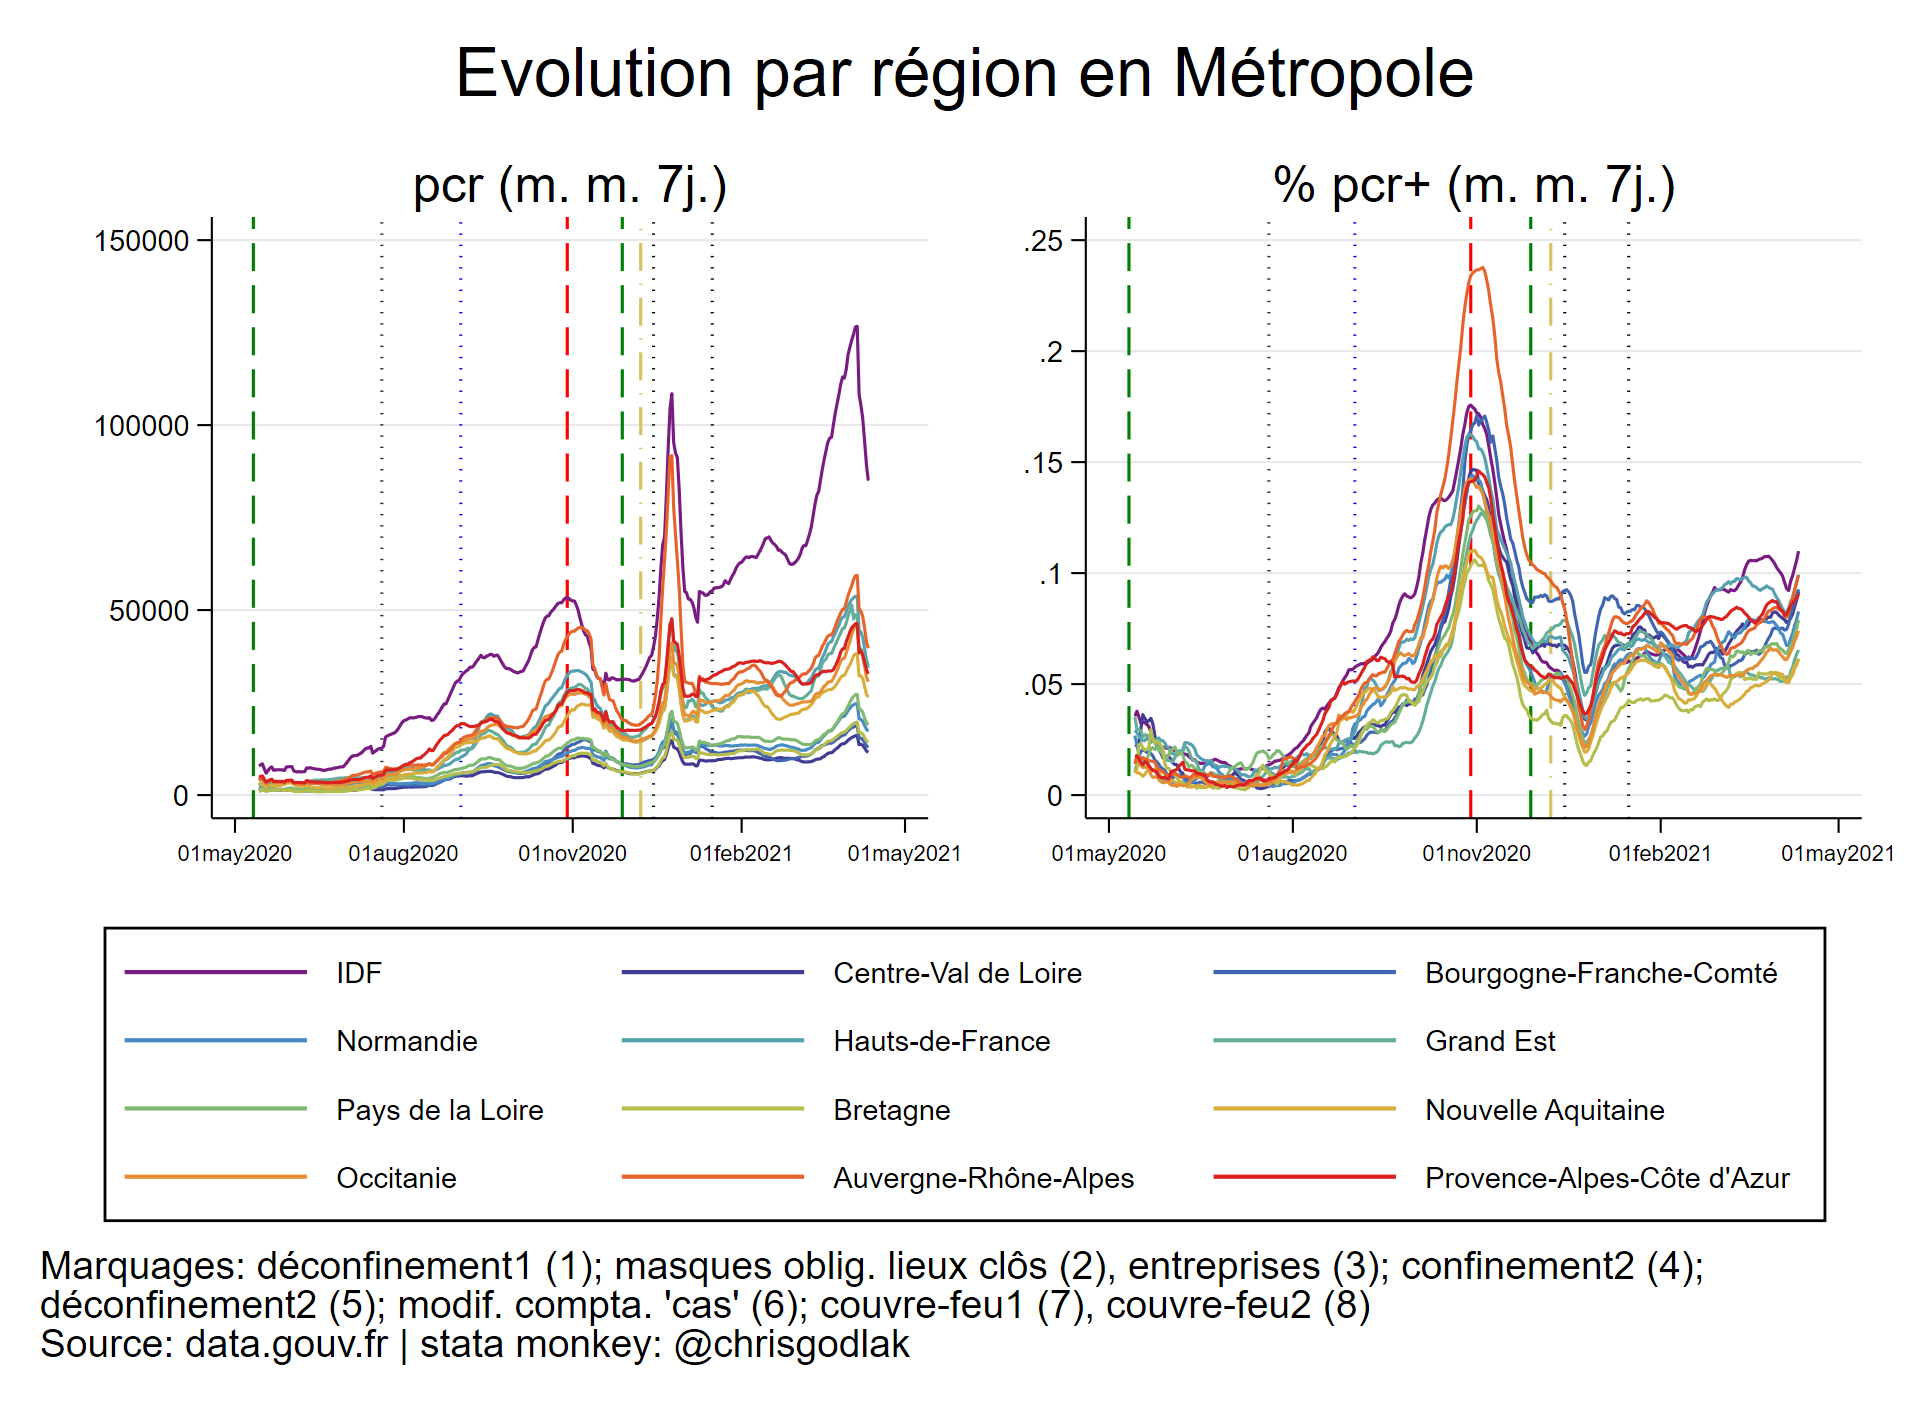 Evolution par région en Métropole
pcr (m. m. 7j.)
150000
100000
50000
0
01may2020 01aug2020 01nov2020 01feb2021 01may2021
% pcr+ (m. m. 7j.)
.25
.2
.15
.1
.05
0
01may2020 01aug2020 01nov2020 01feb2021 01may2021
IDF Centre-Val de Loire Bourgogne-Franche-Comté
Normandie Hauts-de-France Grand Est
Pays de la Loire Bretagne Nouvelle Aquitaine
Occitanie Auvergne-Rhône-Alpes Provence-Alpes-Côte d'Azur
Marquages: déconfinement1 (1); masques oblig. lieux clôs (2), entreprises (3); confinement2 (4);
déconfinement2 (5); modif. compta. 'cas' (6); couvre-feu1 (7), couvre-feu2 (8)
Source: data.gouv.fr | stata monkey: @chrisgodlak